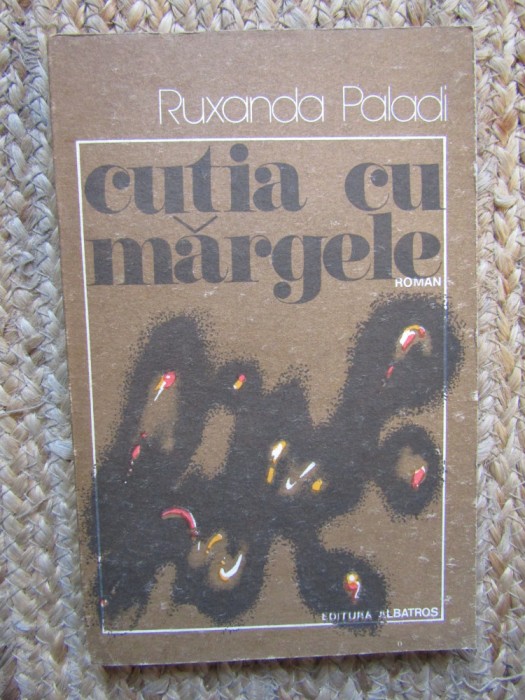 Ruxanda Paladi
cutia cu
mărgele
ROMAN
EDITURA ALBATROS